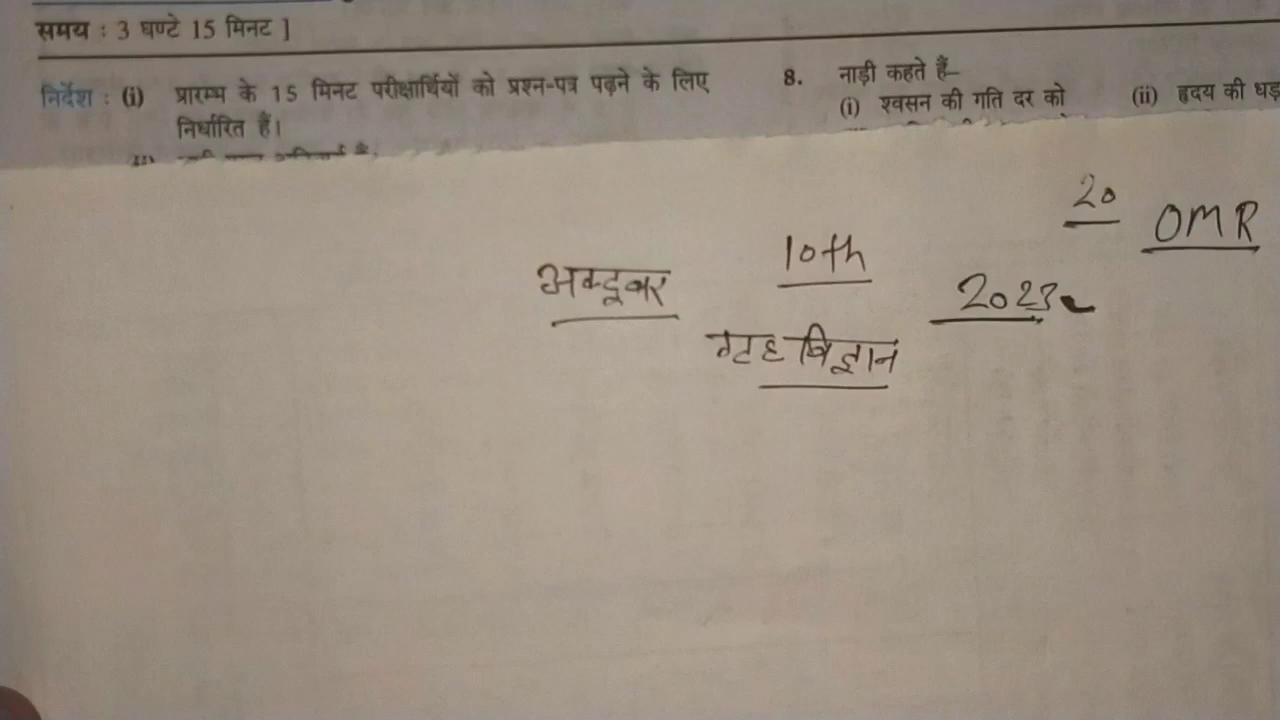 समय : 3 घण्टे 15 मिनट ]
निर्देश : (i) प्रारम्भ के 15 मिनट परीक्षार्थियों को प्रश्न-पत्र पढ़ने के लिए
निर्धारित हैं।
8. नाड़ी कहते हैं–
(i) श्वसन की गति दर को (ii) हृदय की धड़
20 OMR
अक्टूबर 10th 2023
गृह विज्ञान